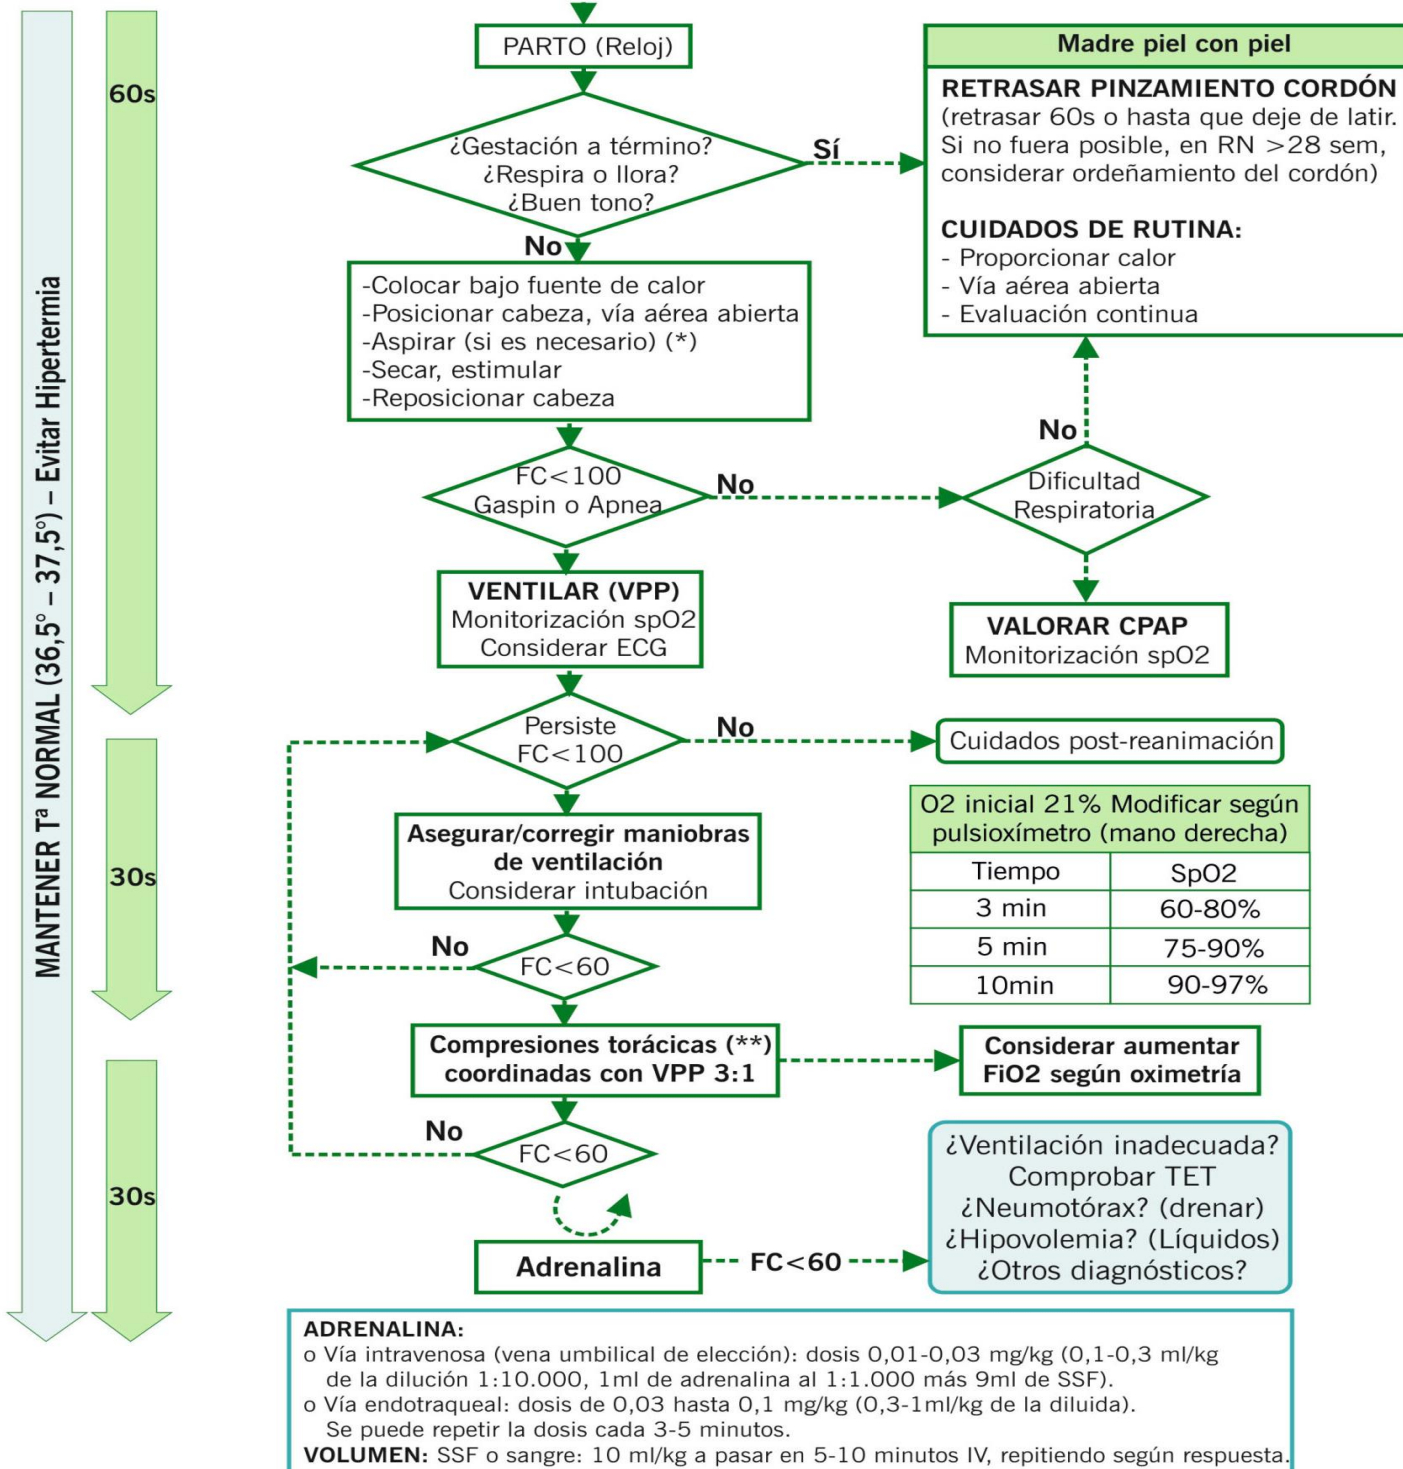 PARTO (Reloj)
Madre piel con piel
RETRASAR PINZAMIENTO CORDÓN
(retrasar 60s o hasta que deje de latir.
Si no fuera posible, en RN >28 sem,
considerar ordeñamiento del cordón)
CUIDADOS DE RUTINA:
- Proporcionar calor
- Vía aérea abierta
- Evaluación continua
60s
¿Gestación a término?
¿Respira o llora?
¿Buen tono?
Sí
No
-Colocar bajo fuente de calor
-Posicionar cabeza, vía aérea abierta
-Aspirar (si es necesario) (*)
-Secar, estimular
-Reposicionar cabeza
MANTENER Tª NORMAL (36,5° – 37,5°) – Evitar Hipertermia
FC<100
Gaspin o Apnea
No
No
Dificultad
Respiratoria
VENTILAR (VPP)
Monitorización spO2
Considerar ECG
VALORAR CPAP
Monitorización spO2
Persiste
FC<100
No
Cuidados post-reanimación
30s
Asegurar/corregir maniobras
de ventilación
Considerar intubación
O2 inicial 21% Modificar según
pulsioxímetro (mano derecha)
Tiempo SpO2
3 min 60-80%
5 min 75-90%
10min 90-97%
No
FC<60
Compresiones torácicas (**)
coordinadas con VPP 3:1
Considerar aumentar
FiO2 según oximetría
30s
No
FC<60
Adrenalina
FC<60
¿Ventilación inadecuada?
Comprobar TET
¿Neumotórax? (drenar)
¿Hipovolemia? (Líquidos)
¿Otros diagnósticos?
ADRENALINA:
o Vía intravenosa (vena umbilical de elección): dosis 0,01-0,03 mg/kg (0,1-0,3 ml/kg
de la dilución 1:10.000, 1ml de adrenalina al 1:1.000 más 9ml de SSF).
o Vía endotraqueal: dosis de 0,03 hasta 0,1 mg/kg (0,3-1ml/kg de la diluida).
Se puede repetir la dosis cada 3-5 minutos.
VOLUMEN: SSF o sangre: 10 ml/kg a pasar en 5-10 minutos IV, repitiendo según respuesta.